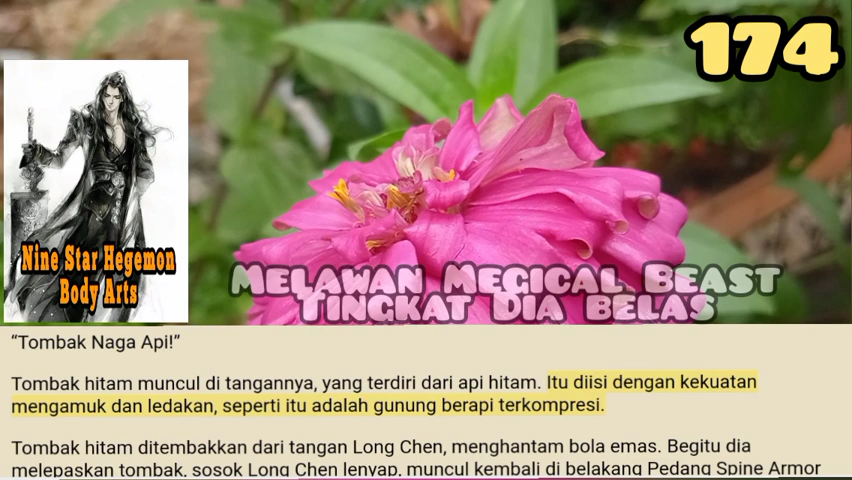 174
Nine Star Hegemon
Body Arts
Melawan Megical Beast
Tingkat Dia belas
“Tombak Naga Api!”
Tombak hitam muncul di tangannya, yang terdiri dari api hitam. Itu diisi dengan kekuatan
mengamuk dan ledakan, seperti itu adalah gunung berapi terkompresi.
Tombak hitam ditembakkan dari tangan Long Chen, menghantam bola emas. Begitu dia
melepaskan tombak, sosok Long Chen lenyap, muncul kembali di belakang Pedang Spine Armor